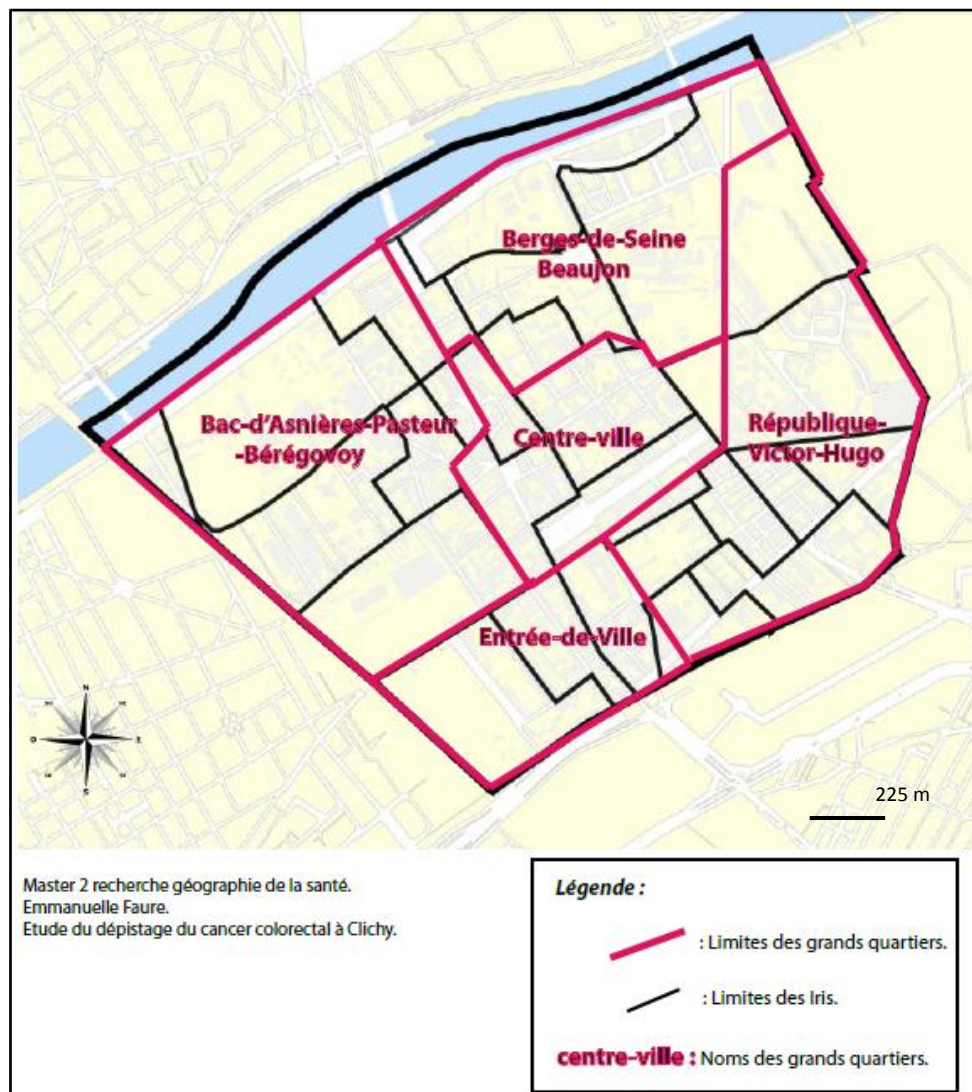 Berges-de-Seine
Beaujon
Bac-d'Asnières-Pasteur
-Bérégovoy
Centre-ville
République-
Victor-Hugo
Entrée-de-Ville
N
O
E
S
225 m
Master 2 recherche géographie de la santé.
Emmanuelle Faure.
Etude du dépistage du cancer colorectal à Clichy.
Légende :
: Limites des grands quartiers.
: Limites des Iris.
centre-ville : Noms des grands quartiers.